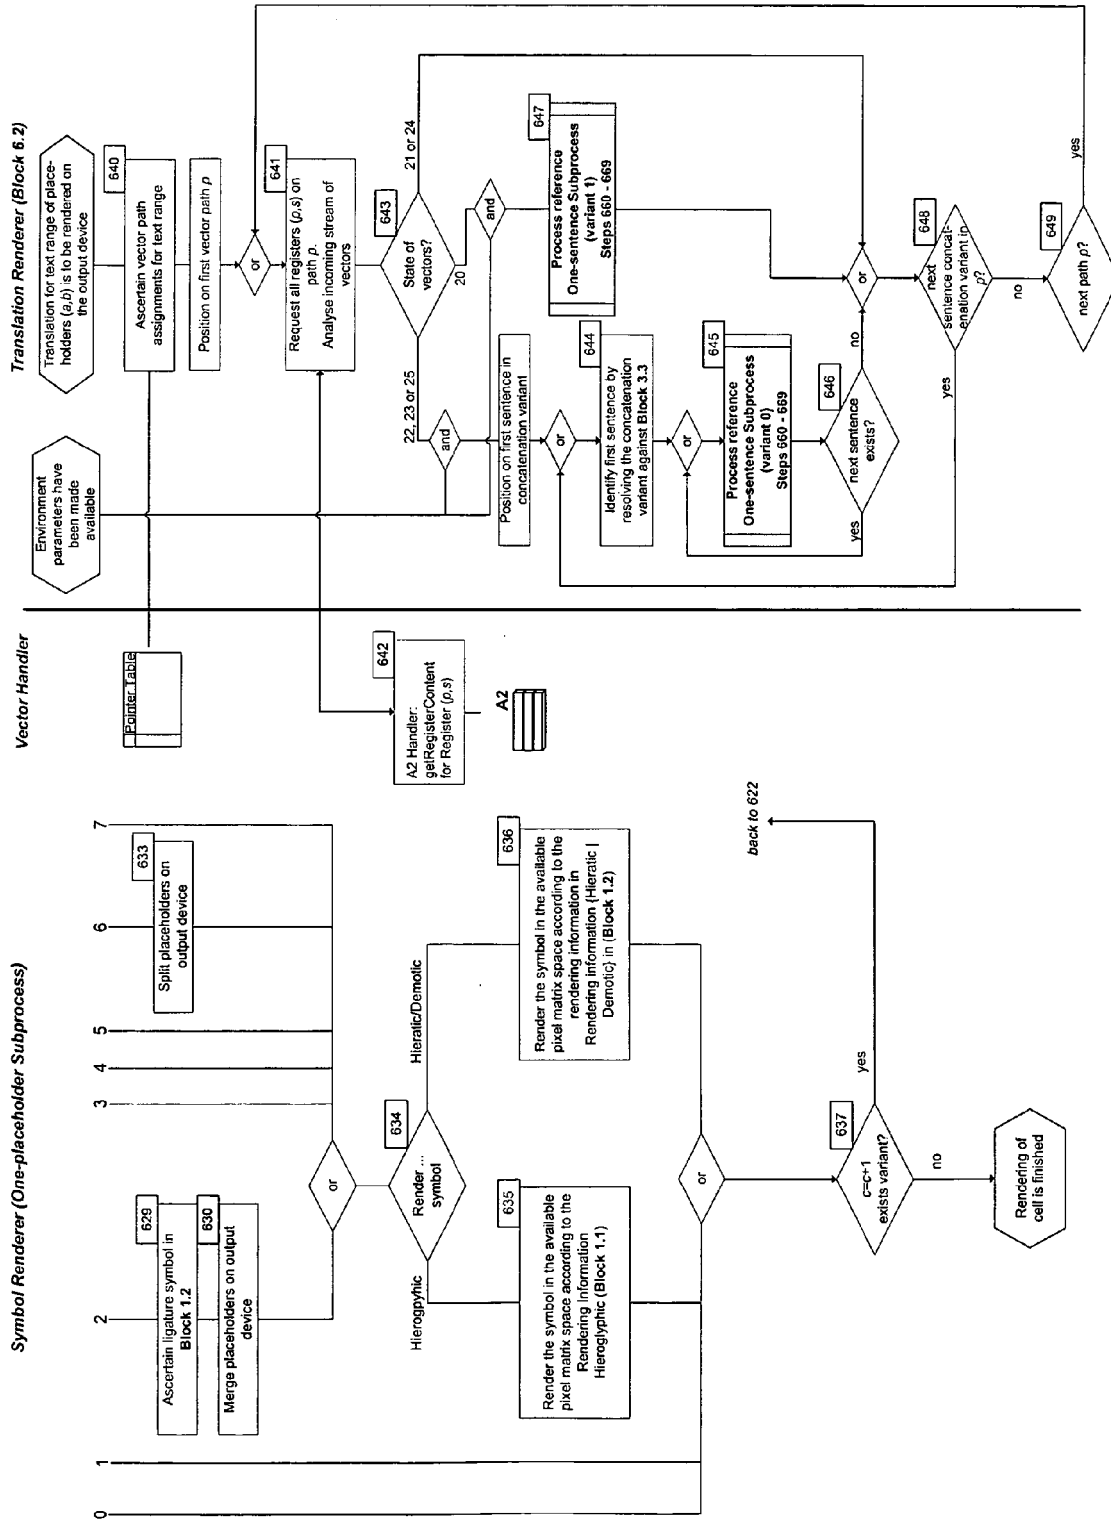 Symbol Renderer (One-placeholder Subprocess)
0
1
2
3
4
5
6
7
629
Ascertain ligature symbol in
Block 1.2
630
Merge placeholders on output
device
633
Split placeholders on
output device
or
634
Render ...
symbol
Hierogpyhic
Hieratic/Demotic
635
Render the symbol in the available
pixel matrix space according to the
Rendering Information
Hieroglyphic (Block 1.1)
636
Render the symbol in the available
pixel matrix space according to the
rendering information in
Rendering information {Hieratic |
Demotic} in (Block 1.2)
or
637
c=c+1
exists variant?
yes
back to 622
no
Rendering of
cell is finished
Vector Handler
Pointer Table
642
A2 Handler:
getRegisterContent
for Register (p,s)
A2
Translation Renderer (Block 6.2)
Environment
parameters have
been made
available
Translation for text range of place-
holders (a,b) is to be rendered on
the output device
640
Ascertain vector path
assignments for text range
Position on first vector path p
or
641
Request all registers (p,s) on
path p.
Analyse incoming stream of
vectors
643
State of
vectors?
22, 23 or 25
20
21 or 24
and
and
Position on first sentence in
concatenation variant
or
644
Identify first sentence by
resolving the concatenation
variant against Block 3.3
or
645
Process reference
One-sentence Subprocess
(variant 0)
Steps 660 - 669
646
next sentence
exists?
yes
no
647
Process reference
One-sentence Subprocess
(variant 1)
Steps 660 - 669
or
648
next
sentence concat-
enation variant in
p?
yes
no
649
next path p?
yes